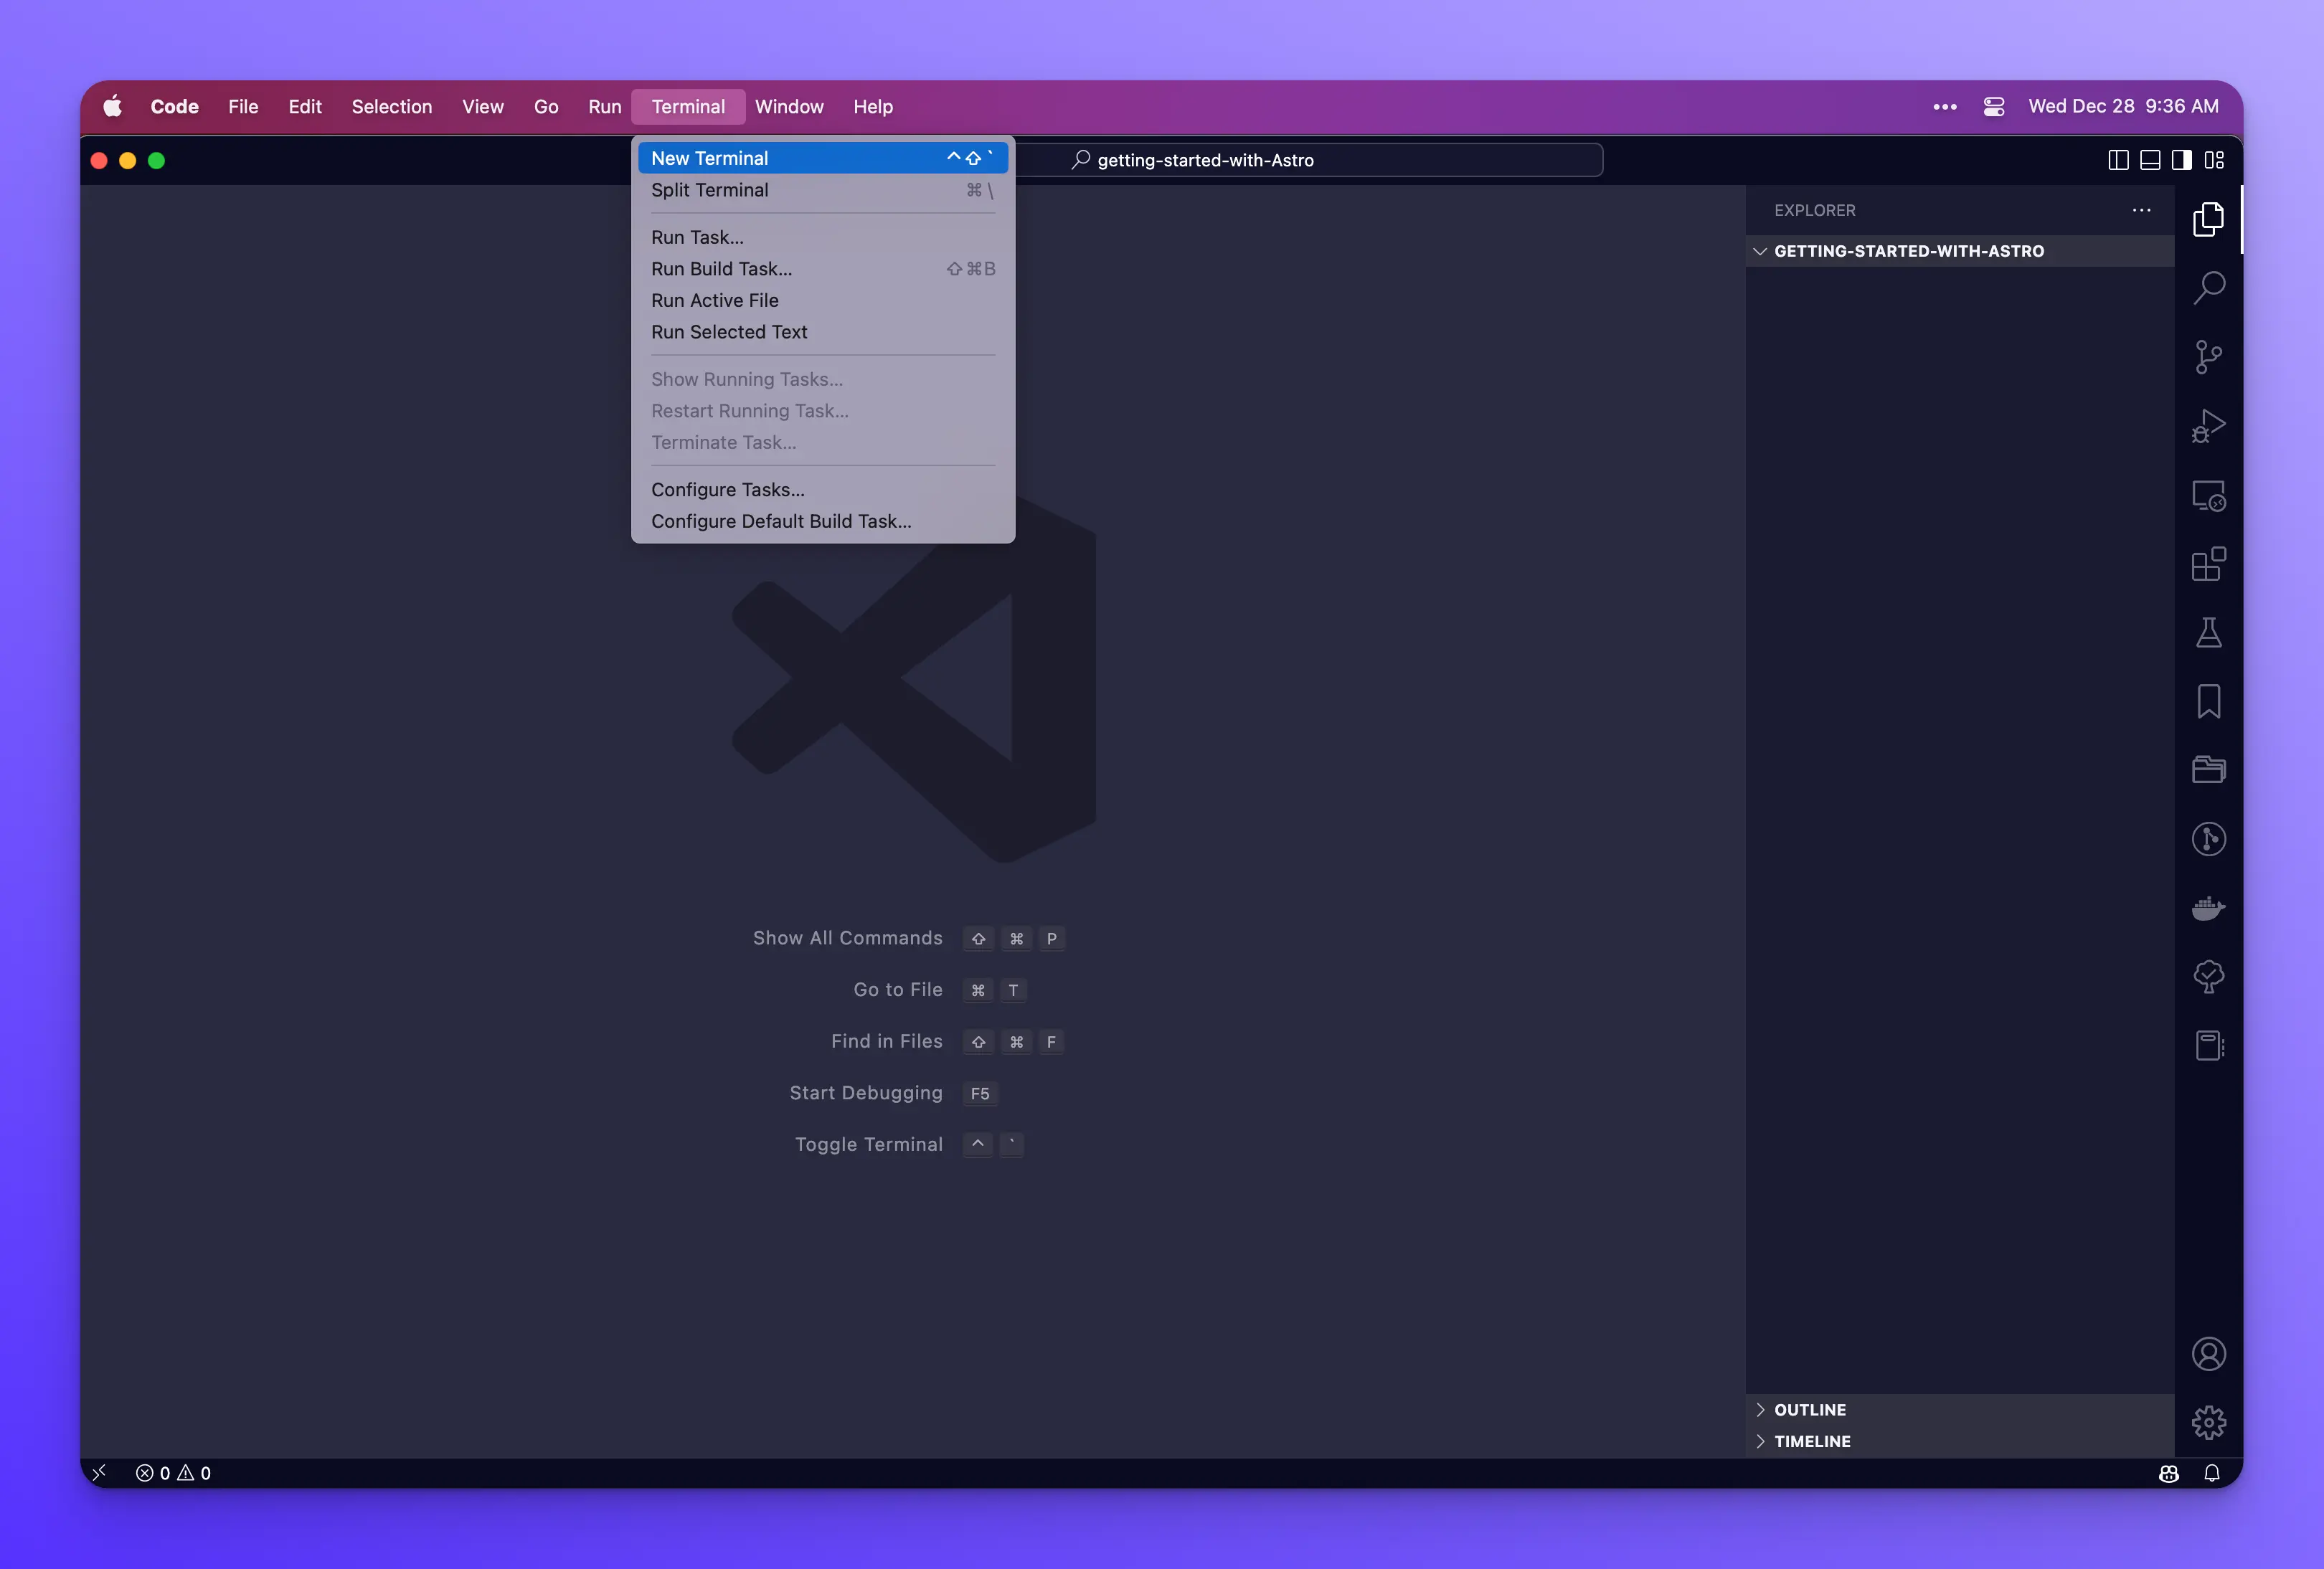 Code File Edit Selection View Go Run Terminal Window Help ••• Wed Dec 28 9:36 AM
getting-started-with-Astro
New Terminal ^⇧`
Split Terminal ⌘\
Run Task...
Run Build Task... ⇧⌘B
Run Active File
Run Selected Text
Show Running Tasks...
Restart Running Task...
Terminate Task...
Configure Tasks...
Configure Default Build Task...
Show All Commands ⇧ ⌘ P
Go to File ⌘ T
Find in Files ⇧ ⌘ F
Start Debugging F5
Toggle Terminal ^ `
EXPLORER ...
GETTING-STARTED-WITH-ASTRO
OUTLINE
TIMELINE
0 0